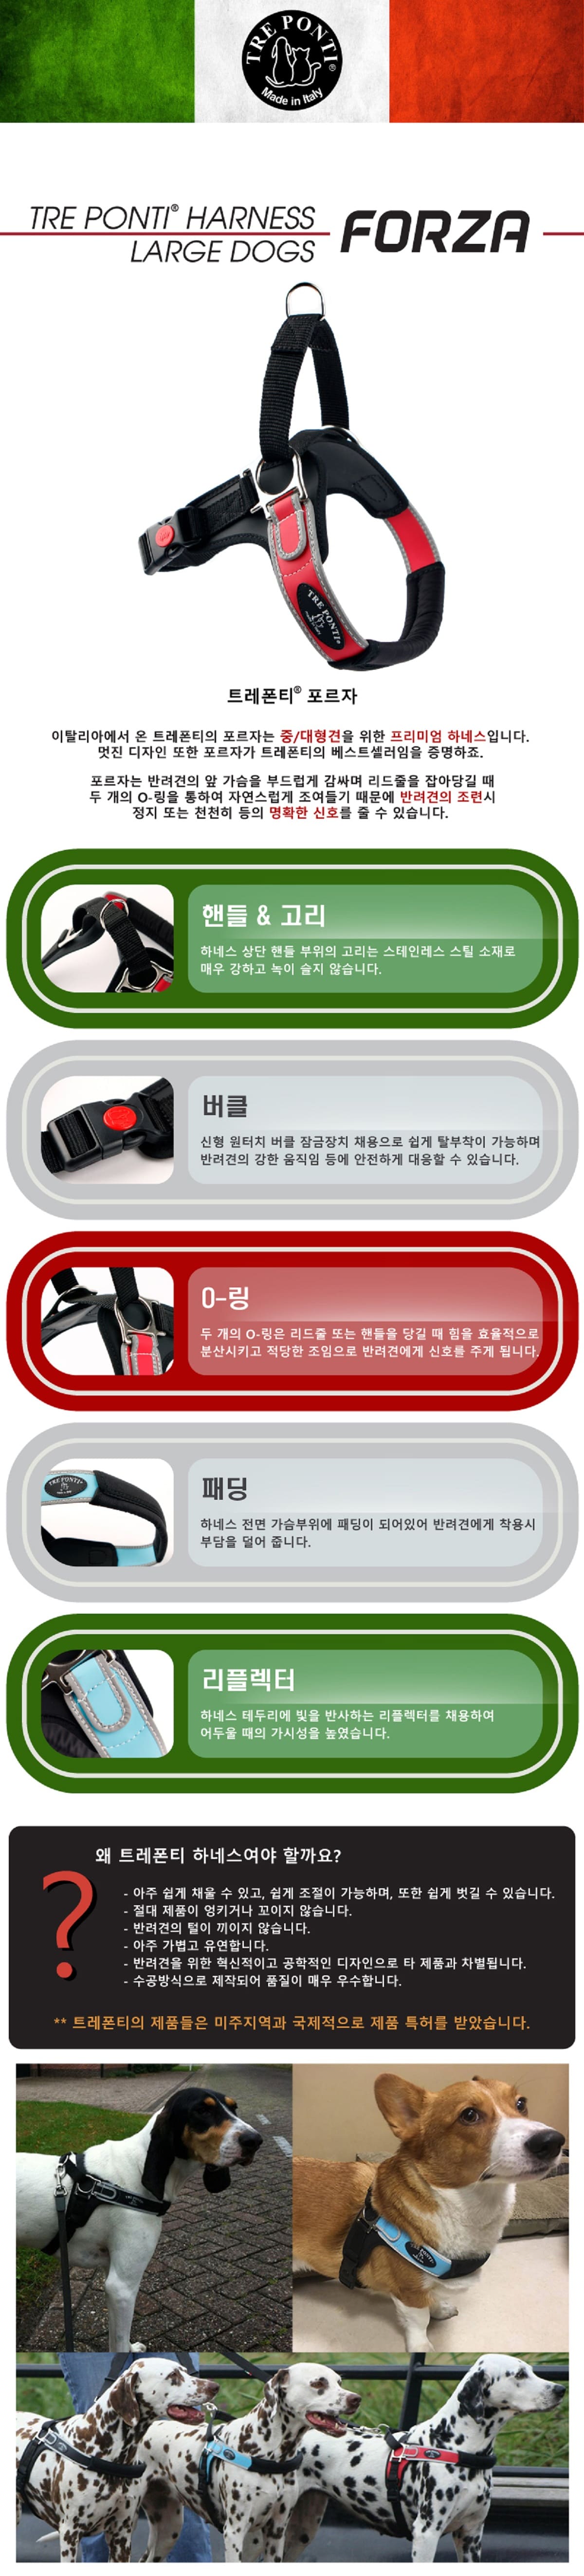 TRE PONTI®
Made in Italy
TRE PONTI® HARNESS
LARGE DOGS
FORZA
TRE PONTI®
트레폰티® 포르자
이탈리아에서 온 트레폰티의 포르자는 중/대형견을 위한 프리미엄 하네스입니다.
멋진 디자인 또한 포르자가 트레폰티의 베스트셀러임을 증명하죠.
포르자는 반려견의 앞 가슴을 부드럽게 감싸며 리드줄을 잡아당길 때
두 개의 O-링을 통하여 자연스럽게 조여들기 때문에 반려견의 조련시
정지 또는 천천히 등의 명확한 신호를 줄 수 있습니다.
핸들 & 고리
하네스 상단 핸들 부위의 고리는 스테인레스 스틸 소재로
매우 강하고 녹이 슬지 않습니다.
버클
신형 원터치 버클 잠금장치 채용으로 쉽게 탈부착이 가능하며
반려견의 강한 움직임 등에 안전하게 대응할 수 있습니다.
O-링
두 개의 O-링은 리드줄 또는 핸들을 당길 때 힘을 효율적으로
분산시키고 적당한 조임으로 반려견에게 신호를 주게 됩니다.
TRE PONTI®
패딩
하네스 전면 가슴부위에 패딩이 되어있어 반려견에게 착용시
부담을 덜어 줍니다.
리플렉터
하네스 테두리에 빛을 반사하는 리플렉터를 채용하여
어두울 때의 가시성을 높였습니다.
왜 트레폰티 하네스여야 할까요?
?
- 아주 쉽게 채울 수 있고, 쉽게 조절이 가능하며, 또한 쉽게 벗길 수 있습니다.
- 절대 제품이 엉키거나 꼬이지 않습니다.
- 반려견의 털이 끼이지 않습니다.
- 아주 가볍고 유연합니다.
- 반려견을 위한 혁신적이고 공학적인 디자인으로 타 제품과 차별됩니다.
- 수공방식으로 제작되어 품질이 매우 우수합니다.
** 트레폰티의 제품들은 미주지역과 국제적으로 제품 특허를 받았습니다.
TRE PONTI